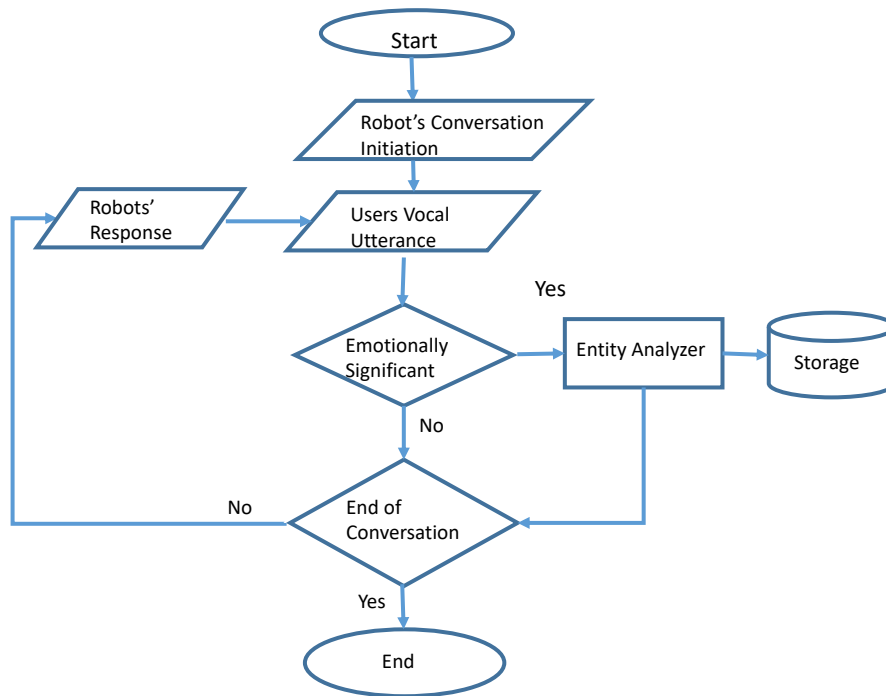 Start
Robot's Conversation
Initiation
Robots'
Response
Users Vocal
Utterance
Yes
Emotionally
Significant
Entity Analyzer
Storage
No
No
End of
Conversation
Yes
End